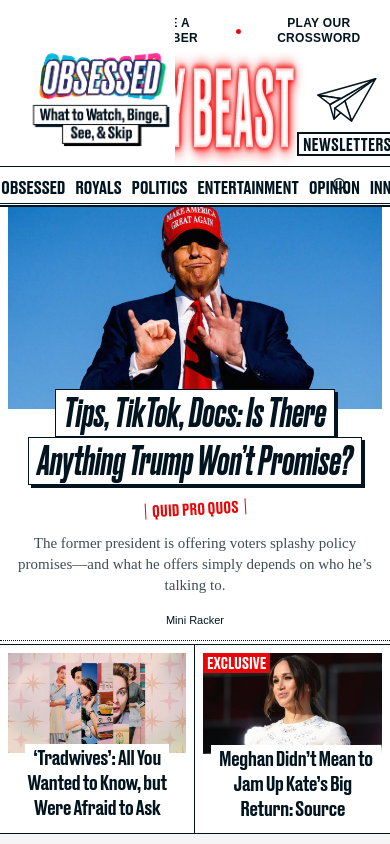 E A
BER
PLAY OUR
CROSSWORD
OBSESSED
What to Watch, Binge,
See, & Skip
Y BEAST
NEWSLETTERS
OBSESSED ROYALS POLITICS ENTERTAINMENT OPINION INN
MAKE AMERICA
GREAT AGAIN
Tips, TikTok, Docs: Is There
Anything Trump Won't Promise?
QUID PRO QUOS
The former president is offering voters splashy policy
promises—and what he offers simply depends on who he's
talking to.
Mini Racker
'Tradwives': All You
Wanted to Know, but
Were Afraid to Ask
EXCLUSIVE
Meghan Didn't Mean to
Jam Up Kate's Big
Return: Source